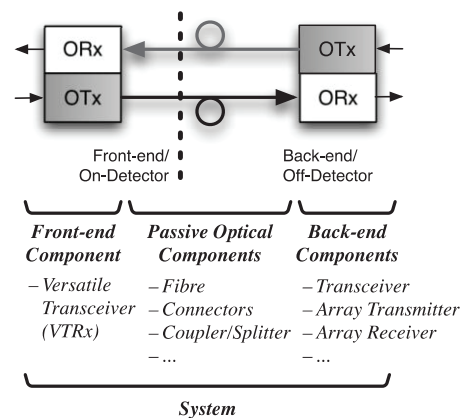 ORx
OTx
OTx
ORx
Front-end/
On-Detector
Back-end/
Off-Detector
Front-end
Component
– Versatile
Transceiver
(VTRx)
Passive Optical
Components
– Fibre
– Connectors
– Coupler/Splitter
– ...
Back-end
Components
– Transceiver
– Array Transmitter
– Array Receiver
– ...
System